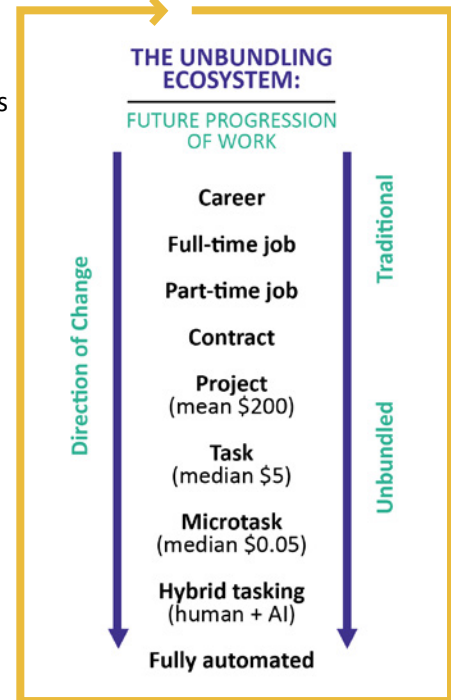 s
THE UNBUNDLING
ECOSYSTEM:
FUTURE PROGRESSION
OF WORK
Direction of Change
Traditional
Unbundled
Career
Full-time job
Part-time job
Contract
Project
(mean $200)
Task
(median $5)
Microtask
(median $0.05)
Hybrid tasking
(human + AI)
Fully automated